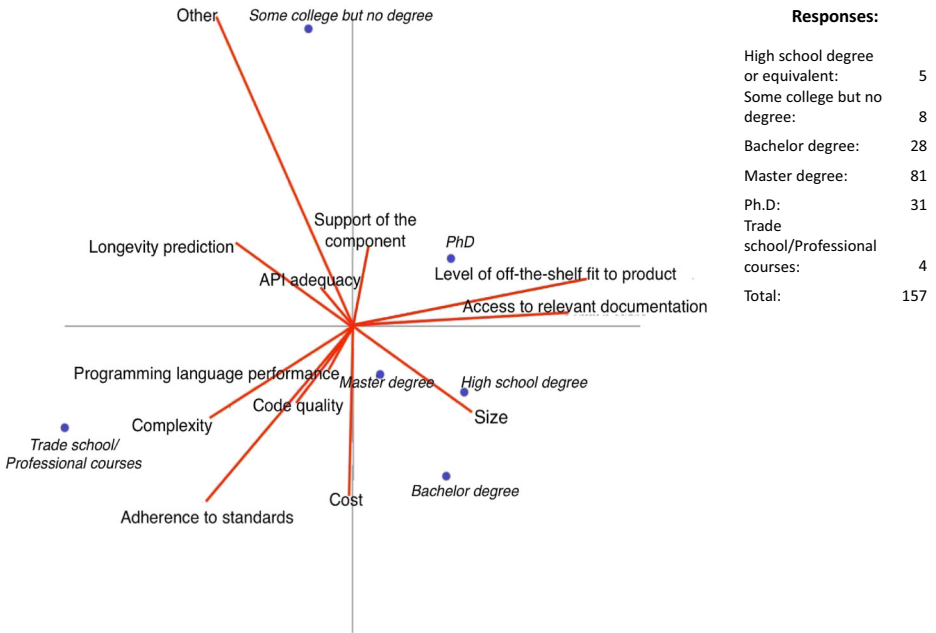 Other
Some college but no degree
Support of the
component
Longevity prediction
PhD
API adequacy
Level of off-the-shelf fit to product
Access to relevant documentation
Programming language performance
Master degree
High school degree
Code quality
Size
Complexity
Trade school/
Professional courses
Bachelor degree
Cost
Adherence to standards
Responses:
High school degree
or equivalent: 5
Some college but no
degree: 8
Bachelor degree: 28
Master degree: 81
Ph.D: 31
Trade
school/Professional
courses: 4
Total: 157